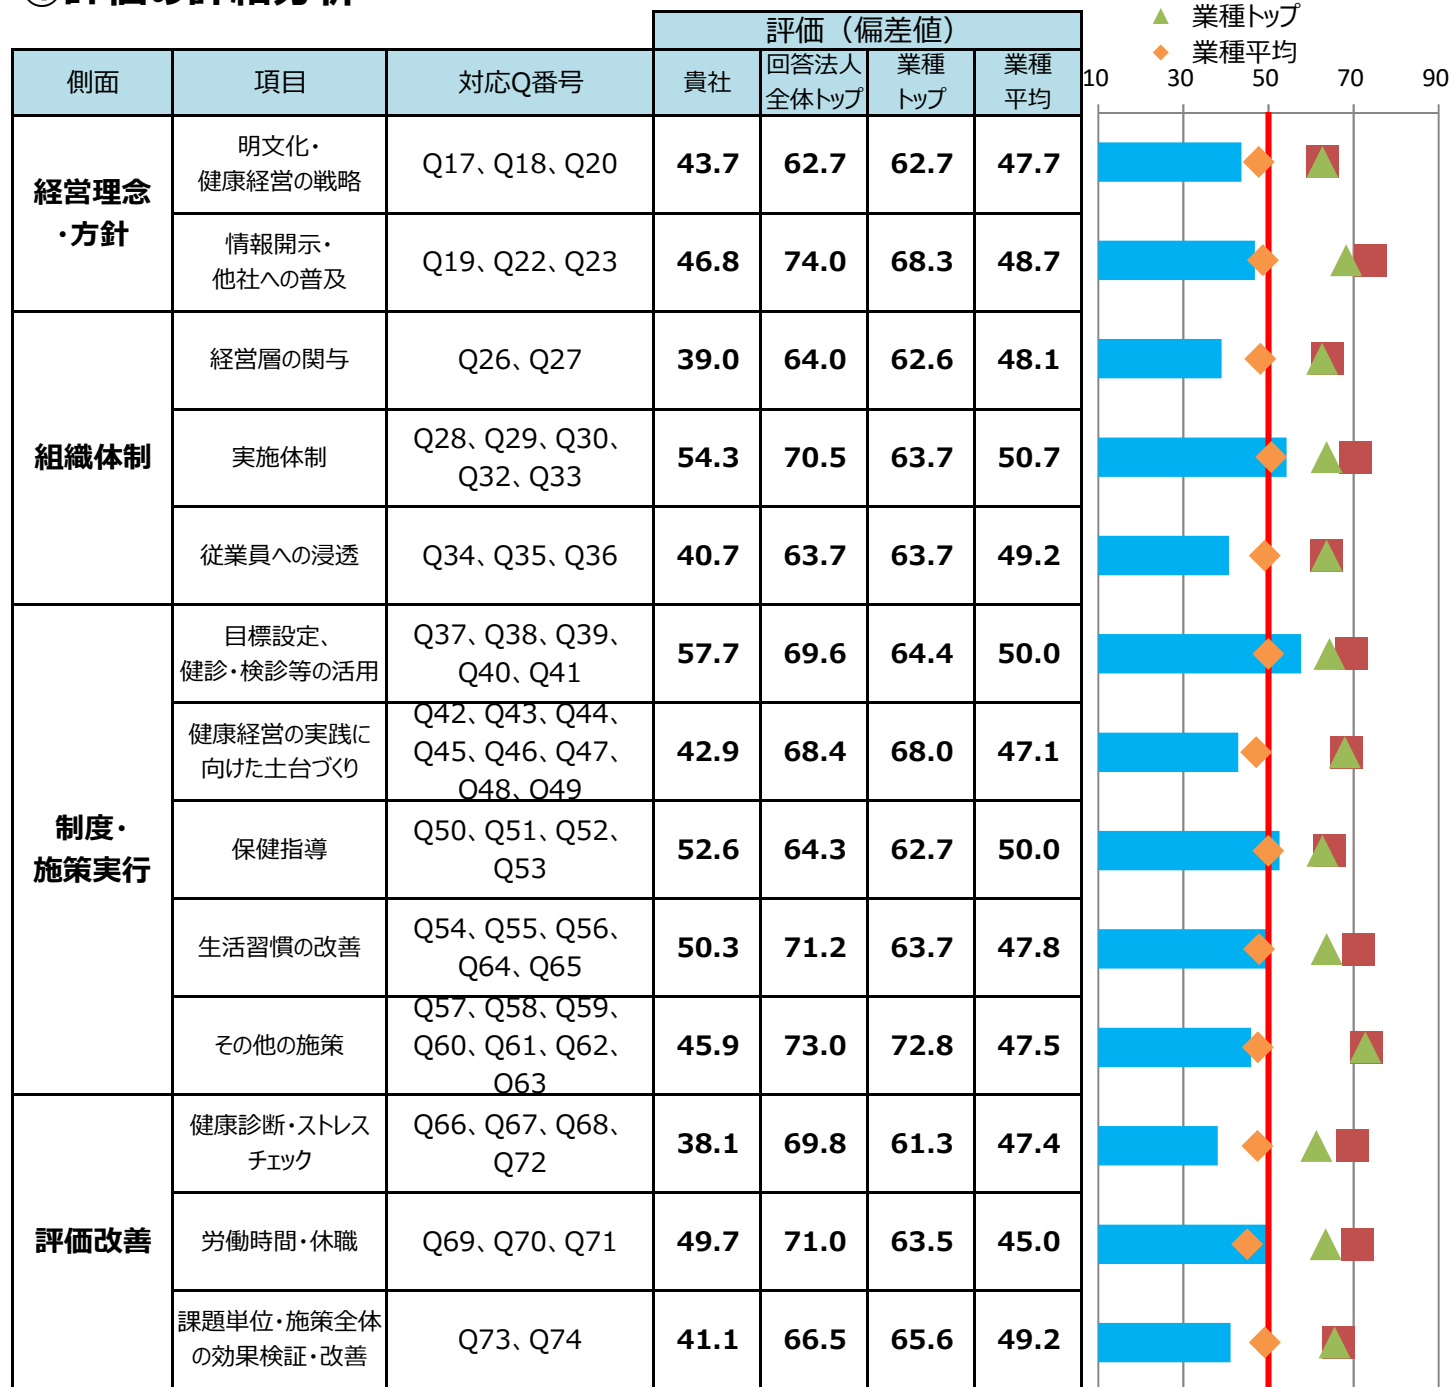 評価（偏差値）
▲ 業種トップ
◆ 業種平均
側面 項目 対応Q番号 貴社 回答法人 業種 業種
全体トップ トップ 平均
10 30 50 70 90
経営理念
・方針
明文化・
健康経営の戦略
Q17、Q18、Q20 43.7 62.7 62.7 47.7
情報開示・
他社への普及
Q19、Q22、Q23 46.8 74.0 68.3 48.7
組織体制
経営層の関与 Q26、Q27 39.0 64.0 62.6 48.1
実施体制
Q28、Q29、Q30、
Q32、Q33
54.3 70.5 63.7 50.7
従業員への浸透 Q34、Q35、Q36 40.7 63.7 63.7 49.2
制度・
施策実行
目標設定、
健診・検診等の活用
Q37、Q38、Q39、
Q40、Q41
57.7 69.6 64.4 50.0
健康経営の実践に
向けた土台づくり
Q42、Q43、Q44、
Q45、Q46、Q47、
Q48、Q49
42.9 68.4 68.0 47.1
保健指導
Q50、Q51、Q52、
Q53
52.6 64.3 62.7 50.0
生活習慣の改善
Q54、Q55、Q56、
Q64、Q65
50.3 71.2 63.7 47.8
その他の施策
Q57、Q58、Q59、
Q60、Q61、Q62、
Q63
45.9 73.0 72.8 47.5
評価改善
健康診断・ストレス
チェック
Q66、Q67、Q68、
Q72
38.1 69.8 61.3 47.4
労働時間・休職 Q69、Q70、Q71 49.7 71.0 63.5 45.0
課題単位・施策全体
の効果検証・改善
Q73、Q74 41.1 66.5 65.6 49.2